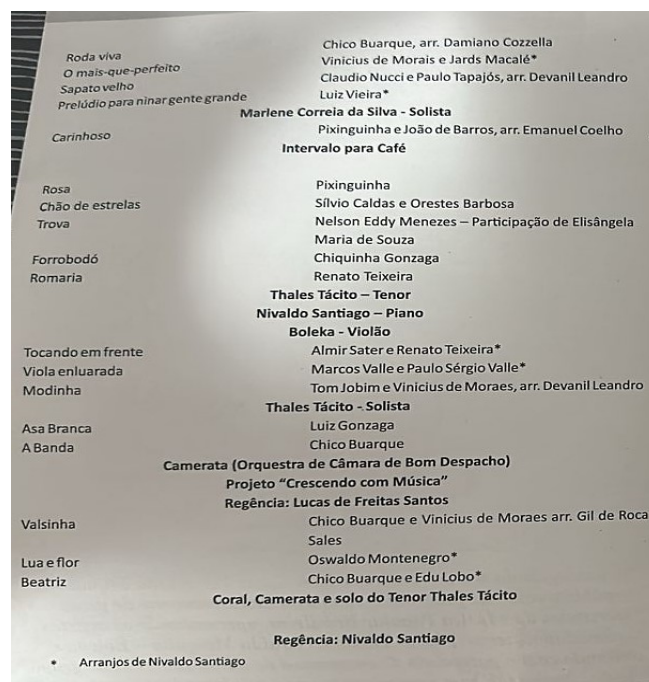 Roda viva Chico Buarque, arr. Damiano Cozzella
O mais-que-perfeito Vinicius de Morais e Jards Macalé*
Sapato velho Claudio Nucci e Paulo Tapajós, arr. Devanil Leandro
Prelúdio para ninar gente grande Luiz Vieira*
Marlene Correia da Silva - Solista
Carinhoso Pixinguinha e João de Barros, arr. Emanuel Coelho
Intervalo para Café
Rosa Pixinguinha
Chão de estrelas Sílvio Caldas e Orestes Barbosa
Trova Nelson Eddy Menezes – Participação de Elisângela
Maria de Souza
Forrobodó Chiquinha Gonzaga
Romaria Renato Teixeira
Thales Tácito – Tenor
Nivaldo Santiago – Piano
Boleka - Violão
Tocando em frente Almir Sater e Renato Teixeira*
Viola enluarada Marcos Valle e Paulo Sérgio Valle*
Modinha Tom Jobim e Vinicius de Moraes, arr. Devanil Leandro
Thales Tácito - Solista
Asa Branca Luiz Gonzaga
A Banda Chico Buarque
Camerata (Orquestra de Câmara de Bom Despacho)
Projeto “Crescendo com Música”
Regência: Lucas de Freitas Santos
Valsinha Chico Buarque e Vinicius de Moraes arr. Gil de Roca
Sales
Lua e flor Oswaldo Montenegro*
Beatriz Chico Buarque e Edu Lobo*
Coral, Camerata e solo do Tenor Thales Tácito
Regência: Nivaldo Santiago
* Arranjos de Nivaldo Santiago